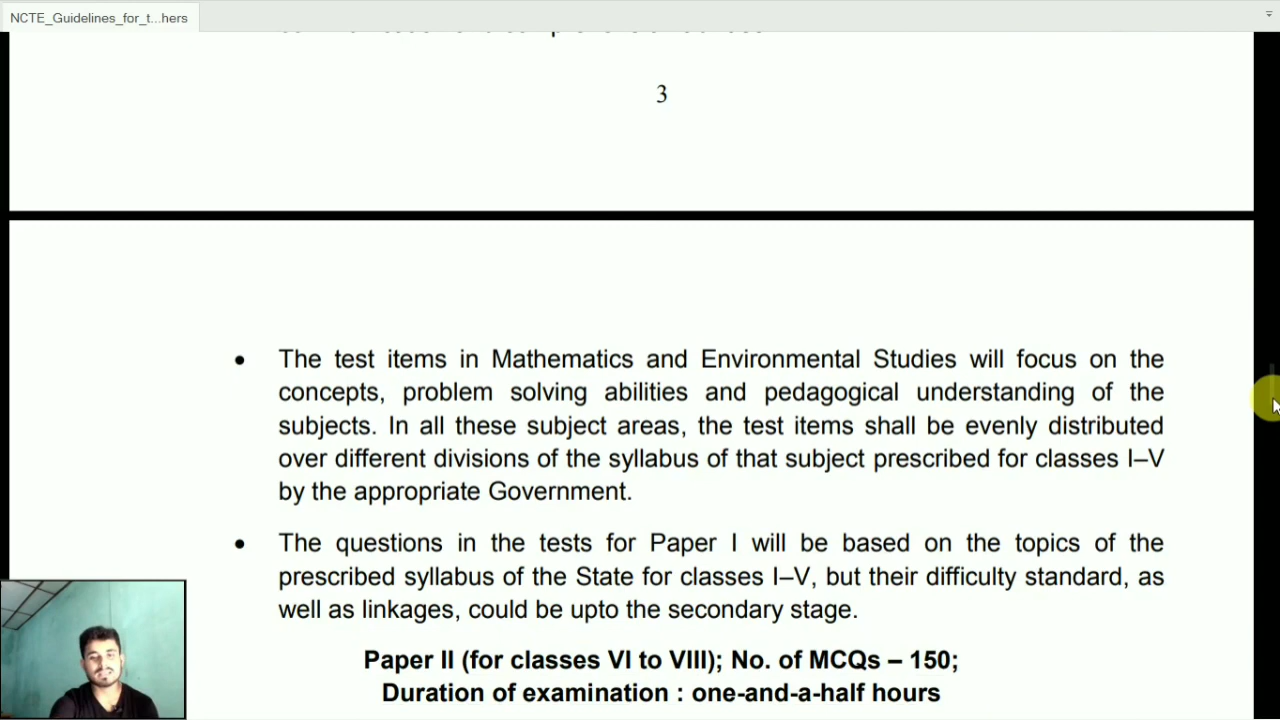 NCTE_Guidelines_for_t...hers
3
• The test items in Mathematics and Environmental Studies will focus on the
concepts, problem solving abilities and pedagogical understanding of the
subjects. In all these subject areas, the test items shall be evenly distributed
over different divisions of the syllabus of that subject prescribed for classes I–V
by the appropriate Government.
• The questions in the tests for Paper I will be based on the topics of the
prescribed syllabus of the State for classes I–V, but their difficulty standard, as
well as linkages, could be upto the secondary stage.
Paper II (for classes VI to VIII); No. of MCQs – 150;
Duration of examination : one-and-a-half hours